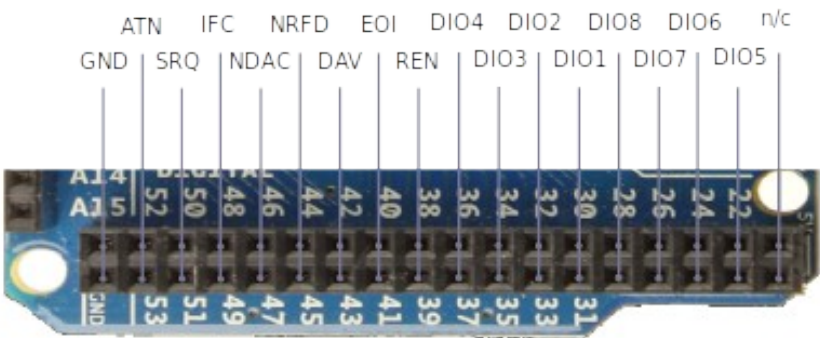 ATN IFC NRFD EOI DIO4 DIO2 DIO8 DIO6 n/c
GND SRQ NDAC DAV REN DIO3 DIO1 DIO7 DIO5
DIGITAL
A14
A15
52 50 48 46 44 42 40 38 36 34 32 30 28 26 24 22
GND 53 51 49 47 45 43 41 39 37 35 33 31